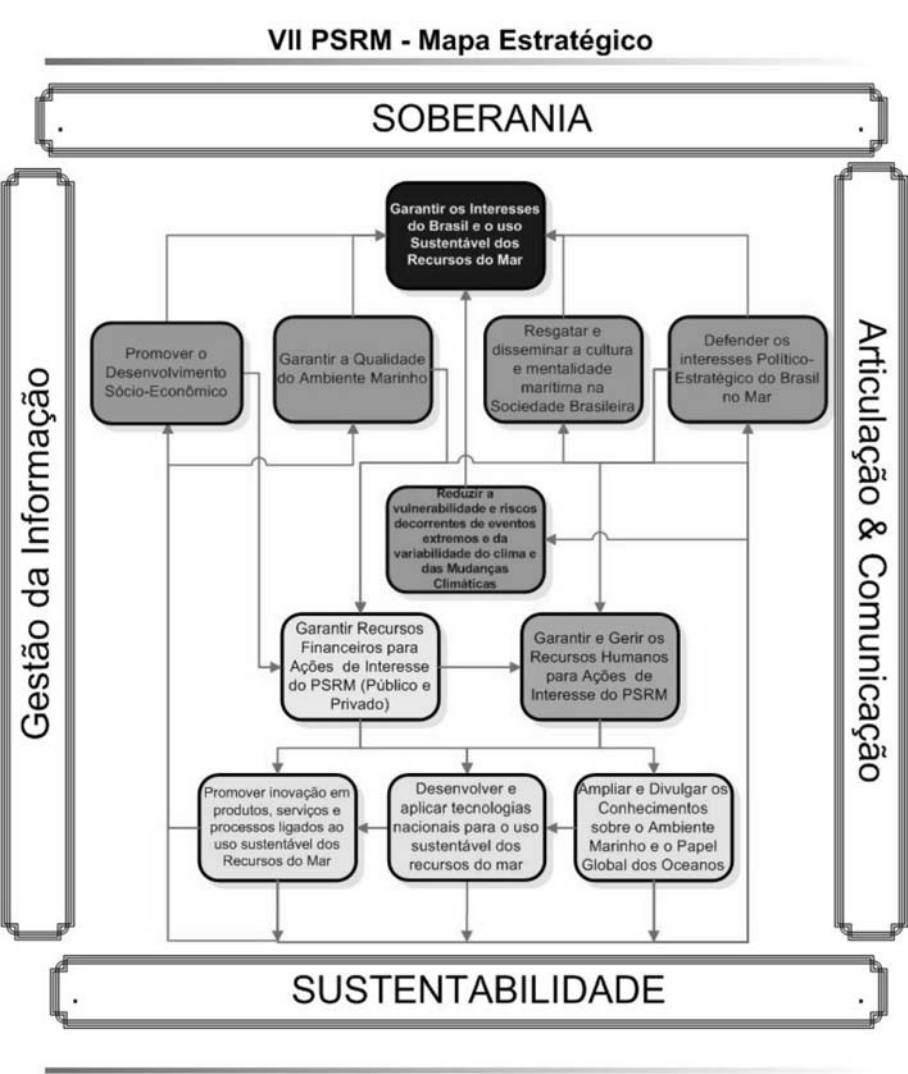 VII PSRM - Mapa Estratégico
SOBERANIA
Gestão da Informação
Articulação & Comunicação
Garantir os Interesses
do Brasil e o uso
Sustentável dos
Recursos do Mar
Promover o
Desenvolvimento
Sócio-Econômico
Garantir a Qualidade
do Ambiente Marinho
Resgatar e
disseminar a cultura
e mentalidade
marítima na
Sociedade Brasileira
Defender os
interesses Político-
Estratégico do Brasil
no Mar
Reduzir a
vulnerabilidade e riscos
decorrentes de eventos
extremos e da
variabilidade do clima e
das Mudanças
Climáticas
Garantir Recursos
Financeiros para
Ações de Interesse
do PSRM (Público e
Privado)
Garantir e Gerir os
Recursos Humanos
para Ações de
Interesse do PSRM
Promover inovação em
produtos, serviços e
processos ligados ao
uso sustentável dos
Recursos do Mar
Desenvolver e
aplicar tecnologias
nacionais para o uso
sustentável dos
recursos do mar
Ampliar e Divulgar os
Conhecimentos
sobre o Ambiente
Marinho e o Papel
Global dos Oceanos
SUSTENTABILIDADE